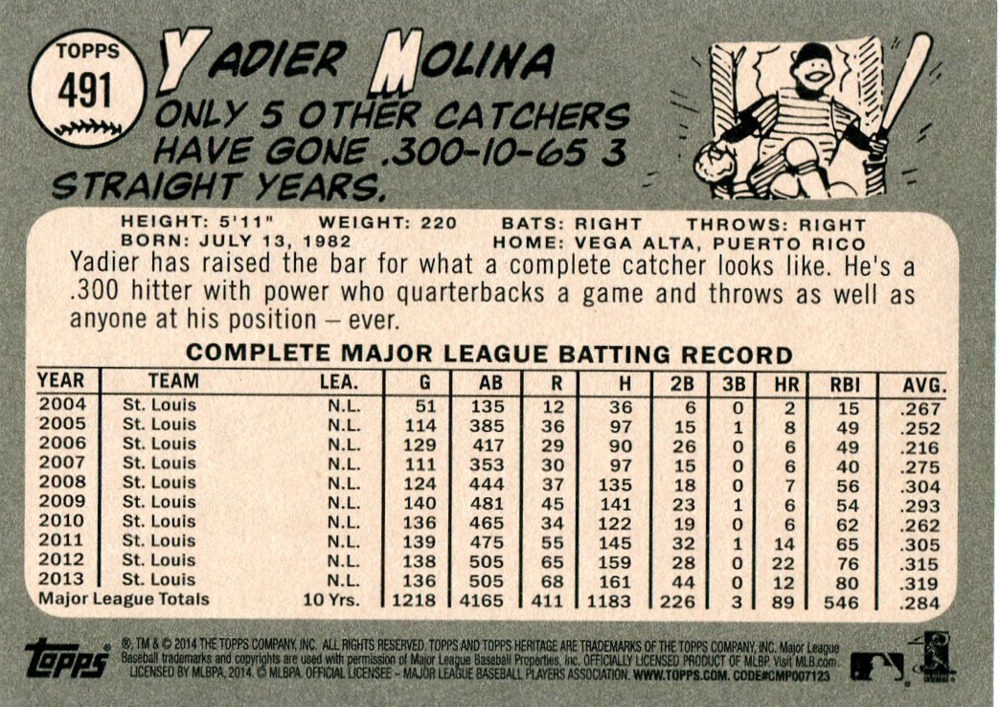 TOPPS
491
YADIER MOLINA
ONLY 5 OTHER CATCHERS
HAVE GONE .300-10-65 3
STRAIGHT YEARS.
HEIGHT: 5'11" WEIGHT: 220 BATS: RIGHT THROWS: RIGHT
BORN: JULY 13, 1982 HOME: VEGA ALTA, PUERTO RICO
Yadier has raised the bar for what a complete catcher looks like. He's a
.300 hitter with power who quarterbacks a game and throws as well as
anyone at his position – ever.
COMPLETE MAJOR LEAGUE BATTING RECORD
YEAR TEAM LEA. G AB R H 2B 3B HR RBI AVG.
2004 St. Louis N.L. 51 135 12 36 6 0 2 15 .267
2005 St. Louis N.L. 114 385 36 97 15 1 8 49 .252
2006 St. Louis N.L. 129 417 29 90 26 0 6 49 .216
2007 St. Louis N.L. 111 353 30 97 15 0 6 40 .275
2008 St. Louis N.L. 124 444 37 135 18 0 7 56 .304
2009 St. Louis N.L. 140 481 45 141 23 1 6 54 .293
2010 St. Louis N.L. 136 465 34 122 19 0 6 62 .262
2011 St. Louis N.L. 139 475 55 145 32 1 14 65 .305
2012 St. Louis N.L. 138 505 65 159 28 0 22 76 .315
2013 St. Louis N.L. 136 505 68 161 44 0 12 80 .319
Major League Totals 10 Yrs. 1218 4165 411 1183 226 3 89 546 .284
topps®
®, TM & © 2014 THE TOPPS COMPANY, INC. ALL RIGHTS RESERVED. TOPPS AND TOPPS HERITAGE ARE TRADEMARKS OF THE TOPPS COMPANY, INC. Major League
Baseball trademarks and copyrights are used with permission of Major League Baseball Properties, Inc. OFFICIALLY LICENSED PRODUCT OF MLBP. Visit MLB.com.
LICENSED BY MLBPA, 2014. © MLBPA. OFFICIAL LICENSEE – MAJOR LEAGUE BASEBALL PLAYERS ASSOCIATION. WWW.TOPPS.COM. CODE#CMP007123